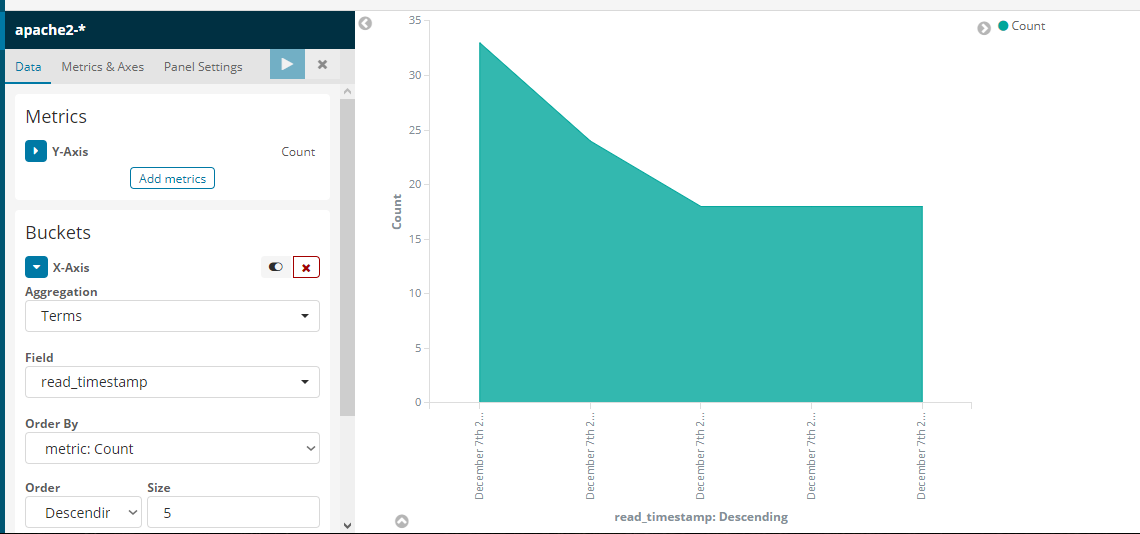 apache2-*
Data Metrics & Axes Panel Settings
Metrics
Y-Axis Count
Add metrics
Buckets
X-Axis
Aggregation
Terms
Field
read_timestamp
Order By
metric: Count
Order Size
Descendir 5
35
30
25
20
15
10
5
0
Count
December 7th 2...
December 7th 2...
December 7th 2...
December 7th 2...
December 7th 2...
read_timestamp: Descending
Count